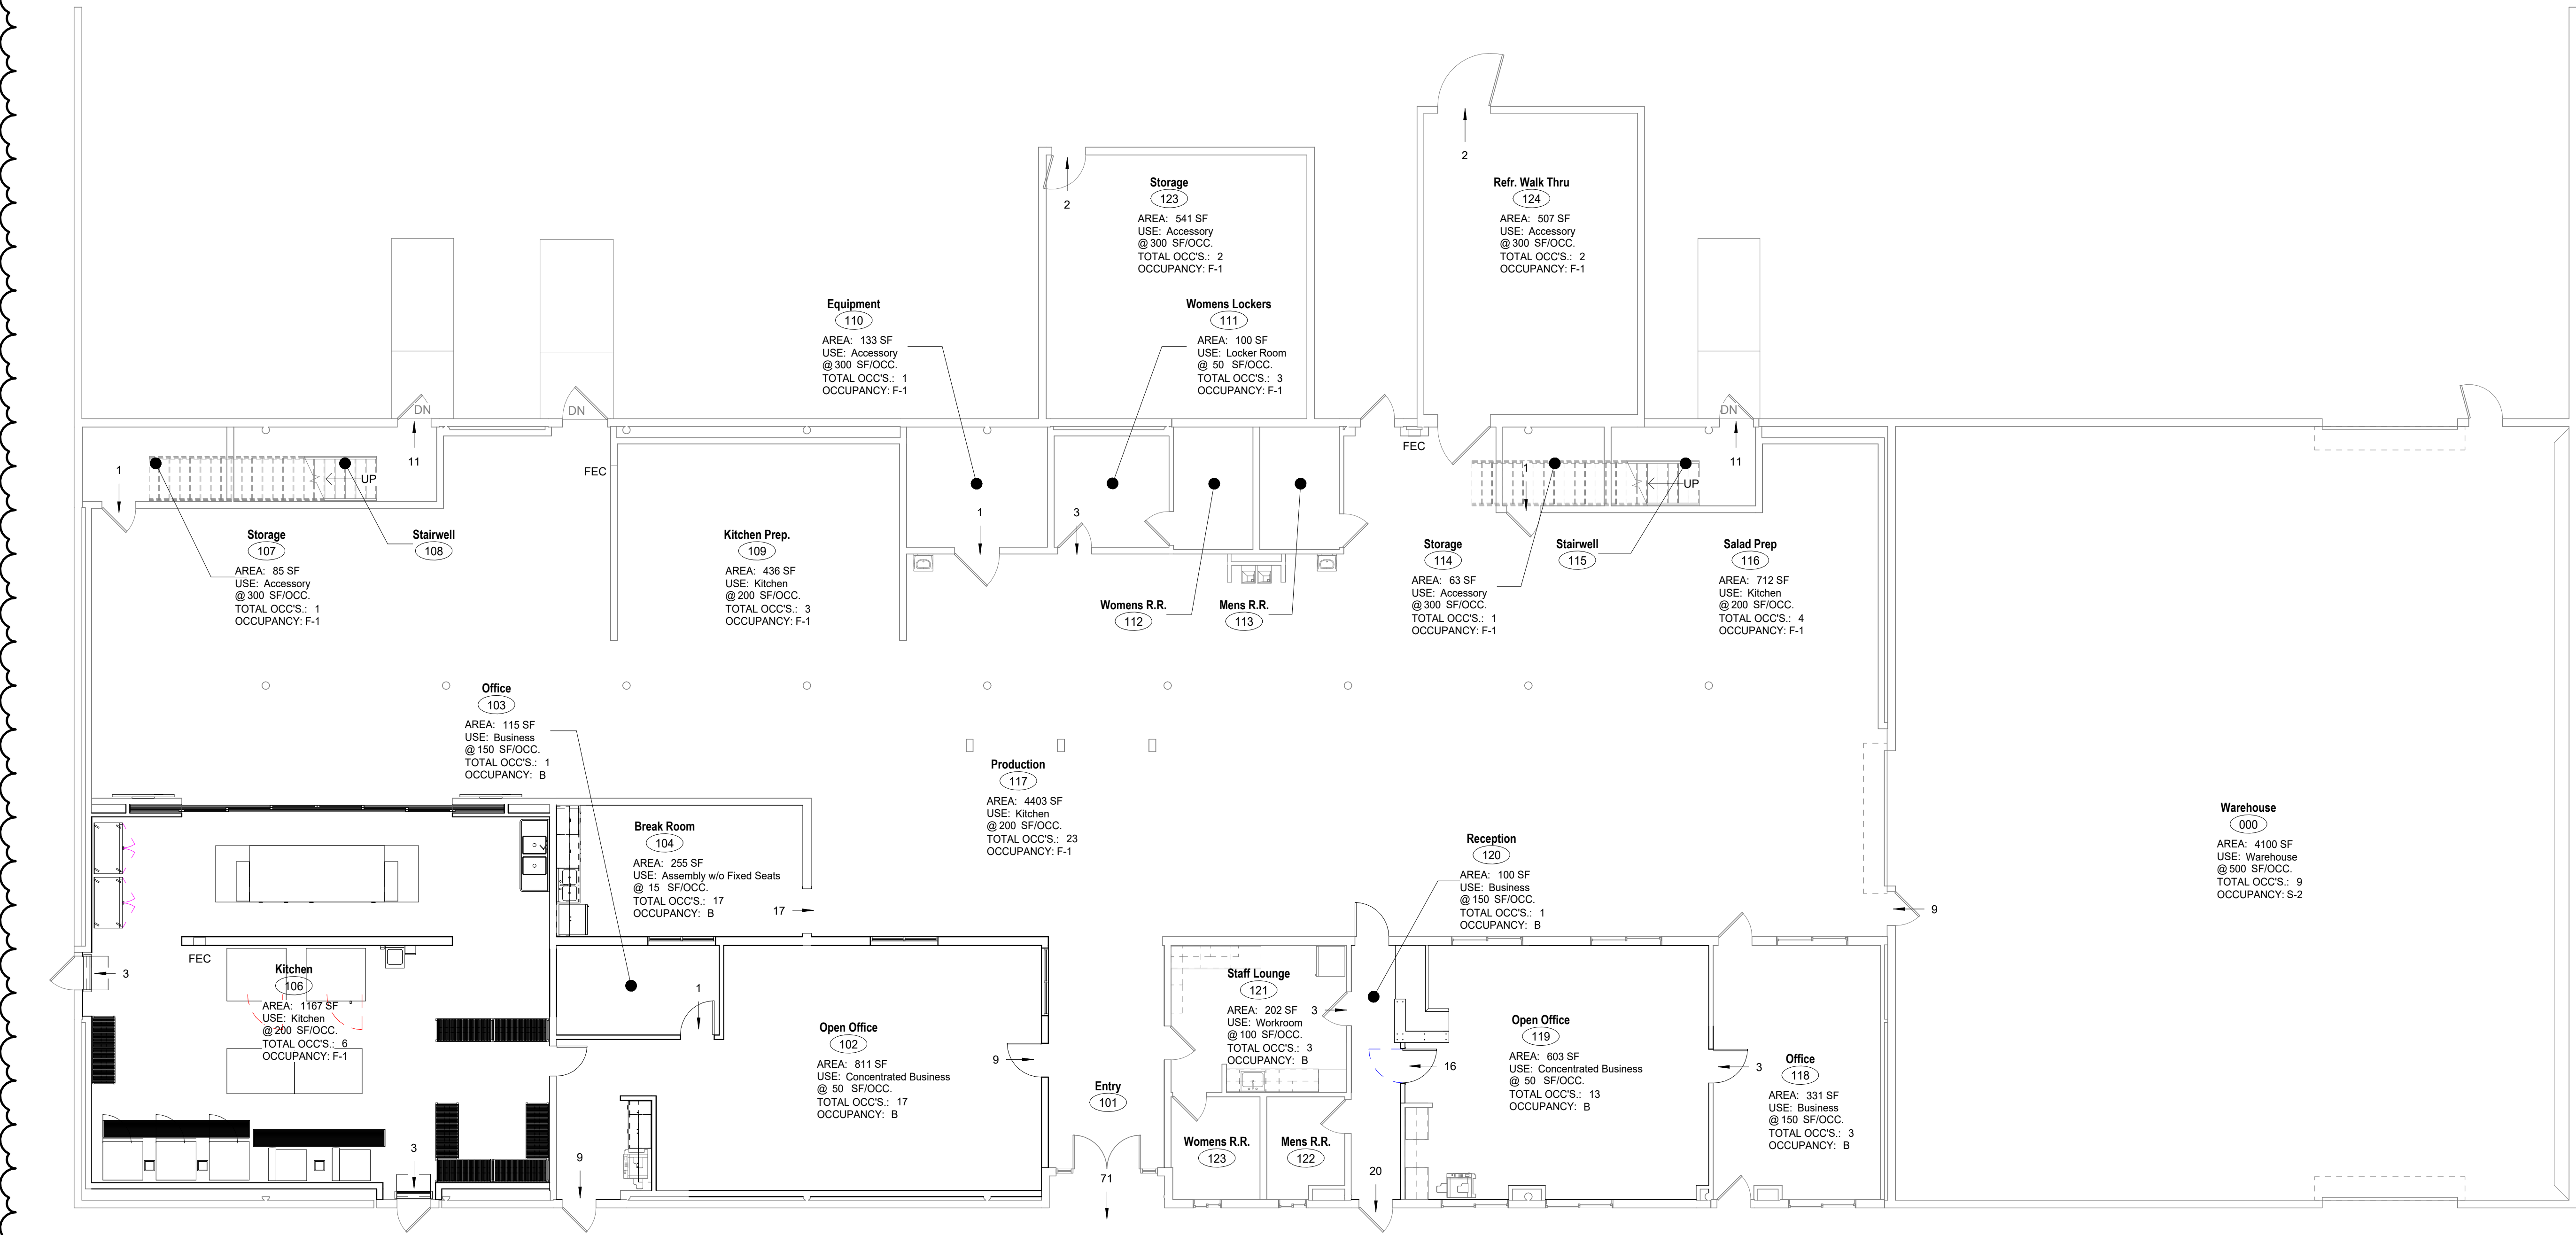 2
2
Storage
123
AREA: 541 SF
USE: Accessory
@ 300 SF/OCC.
TOTAL OCC'S.: 2
OCCUPANCY: F-1
Refr. Walk Thru
124
AREA: 507 SF
USE: Accessory
@ 300 SF/OCC.
TOTAL OCC'S.: 2
OCCUPANCY: F-1
Equipment
110
AREA: 133 SF
USE: Accessory
@ 300 SF/OCC.
TOTAL OCC'S.: 1
OCCUPANCY: F-1
Womens Lockers
111
AREA: 100 SF
USE: Locker Room
@ 50 SF/OCC.
TOTAL OCC'S.: 3
OCCUPANCY: F-1
DN
DN
DN
11
FEC
FEC
11
1
UP
1
UP
1
3
Storage
107
AREA: 85 SF
USE: Accessory
@ 300 SF/OCC.
TOTAL OCC'S.: 1
OCCUPANCY: F-1
Stairwell
108
Kitchen Prep.
109
AREA: 436 SF
USE: Kitchen
@ 200 SF/OCC.
TOTAL OCC'S.: 3
OCCUPANCY: F-1
Womens R.R.
112
Mens R.R.
113
Storage
114
AREA: 63 SF
USE: Accessory
@ 300 SF/OCC.
TOTAL OCC'S.: 1
OCCUPANCY: F-1
Stairwell
115
Salad Prep
116
AREA: 712 SF
USE: Kitchen
@ 200 SF/OCC.
TOTAL OCC'S.: 4
OCCUPANCY: F-1
Office
103
AREA: 115 SF
USE: Business
@ 150 SF/OCC.
TOTAL OCC'S.: 1
OCCUPANCY: B
Production
117
AREA: 4403 SF
USE: Kitchen
@ 200 SF/OCC.
TOTAL OCC'S.: 23
OCCUPANCY: F-1
Break Room
104
AREA: 255 SF
USE: Assembly w/o Fixed Seats
@ 15 SF/OCC.
TOTAL OCC'S.: 17
OCCUPANCY: B
17
Reception
120
AREA: 100 SF
USE: Business
@ 150 SF/OCC.
TOTAL OCC'S.: 1
OCCUPANCY: B
Warehouse
000
AREA: 4100 SF
USE: Warehouse
@ 500 SF/OCC.
TOTAL OCC'S.: 9
OCCUPANCY: S-2
9
FEC
3
Kitchen
106
AREA: 1167 SF
USE: Kitchen
@ 200 SF/OCC.
TOTAL OCC'S.: 6
OCCUPANCY: F-1
1
Open Office
102
AREA: 811 SF
USE: Concentrated Business
@ 50 SF/OCC.
TOTAL OCC'S.: 17
OCCUPANCY: B
9
Entry
101
Staff Lounge
121
AREA: 202 SF
USE: Workroom
@ 100 SF/OCC.
TOTAL OCC'S.: 3
OCCUPANCY: B
3
16
Open Office
119
AREA: 603 SF
USE: Concentrated Business
@ 50 SF/OCC.
TOTAL OCC'S.: 13
OCCUPANCY: B
3
Office
118
AREA: 331 SF
USE: Business
@ 150 SF/OCC.
TOTAL OCC'S.: 3
OCCUPANCY: B
3
9
71
Womens R.R.
123
Mens R.R.
122
20